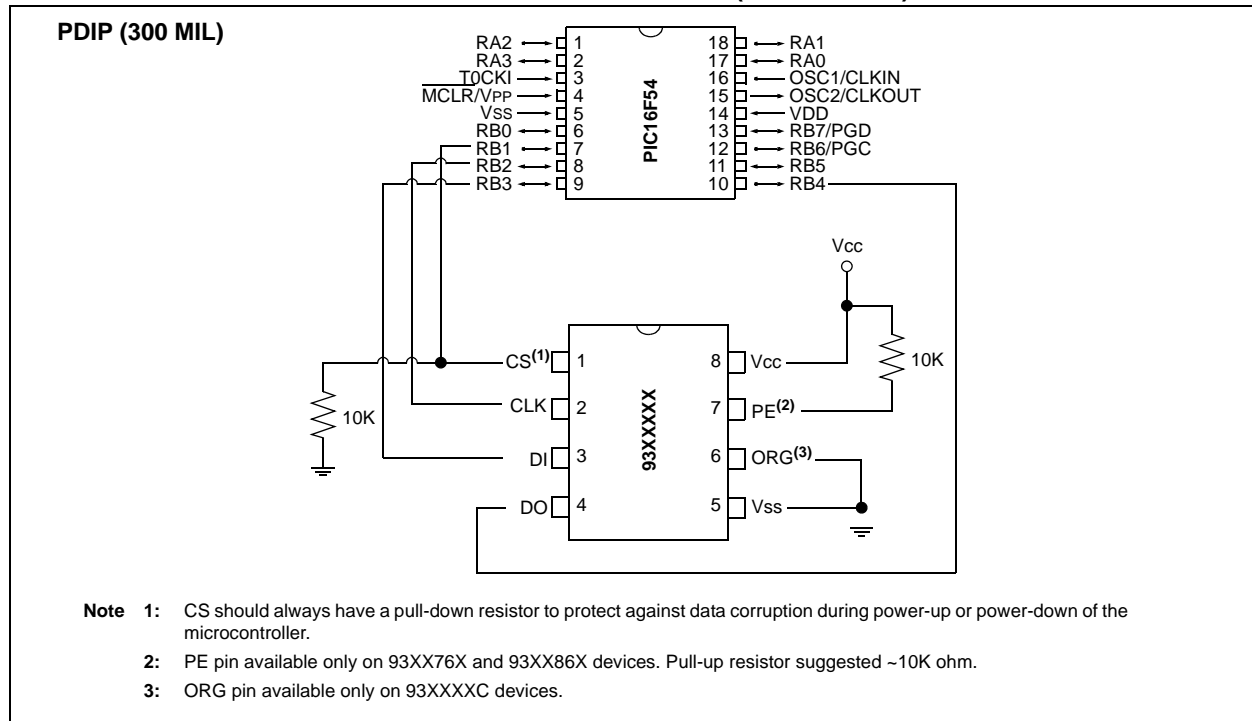 PDIP (300 MIL)
RA2 1 18 RA1
RA3 2 17 RA0
T0CKI 3 16 OSC1/CLKIN
MCLR/VPP 4 15 OSC2/CLKOUT
VSS 5 14 VDD
RB0 6 13 RB7/PGD
RB1 7 12 RB6/PGC
RB2 8 11 RB5
RB3 9 10 RB4
PIC16F54
Vcc
CS(1) 1 8 Vcc 10K
CLK 2 7 PE(2)
10K
DI 3 6 ORG(3)
DO 4 5 Vss
93XXXXXX
Note 1: CS should always have a pull-down resistor to protect against data corruption during power-up or power-down of the
microcontroller.
2: PE pin available only on 93XX76X and 93XX86X devices. Pull-up resistor suggested ~10K ohm.
3: ORG pin available only on 93XXXXC devices.